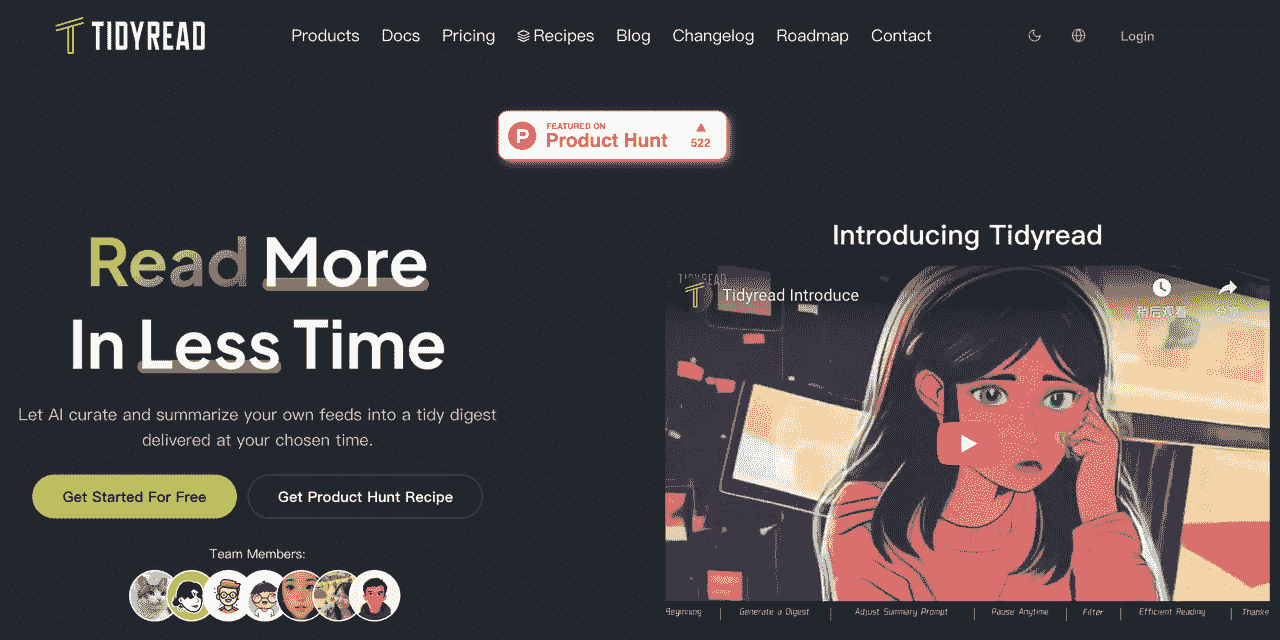 TIDYREAD
Products Docs Pricing Recipes Blog Changelog Roadmap Contact Login
FEATURED ON
Product Hunt
522
Read More
In Less Time
Let AI curate and summarize your own feeds into a tidy digest
delivered at your chosen time.
Get Started For Free Get Product Hunt Recipe
Team Members:
Introducing Tidyread
TIDYREAD
Tidyread Introduce
稍后观看 分享
Beginning Generate a Digest Adjust Summary Prompt Pause Anytime Filter Efficient Reading Thanks